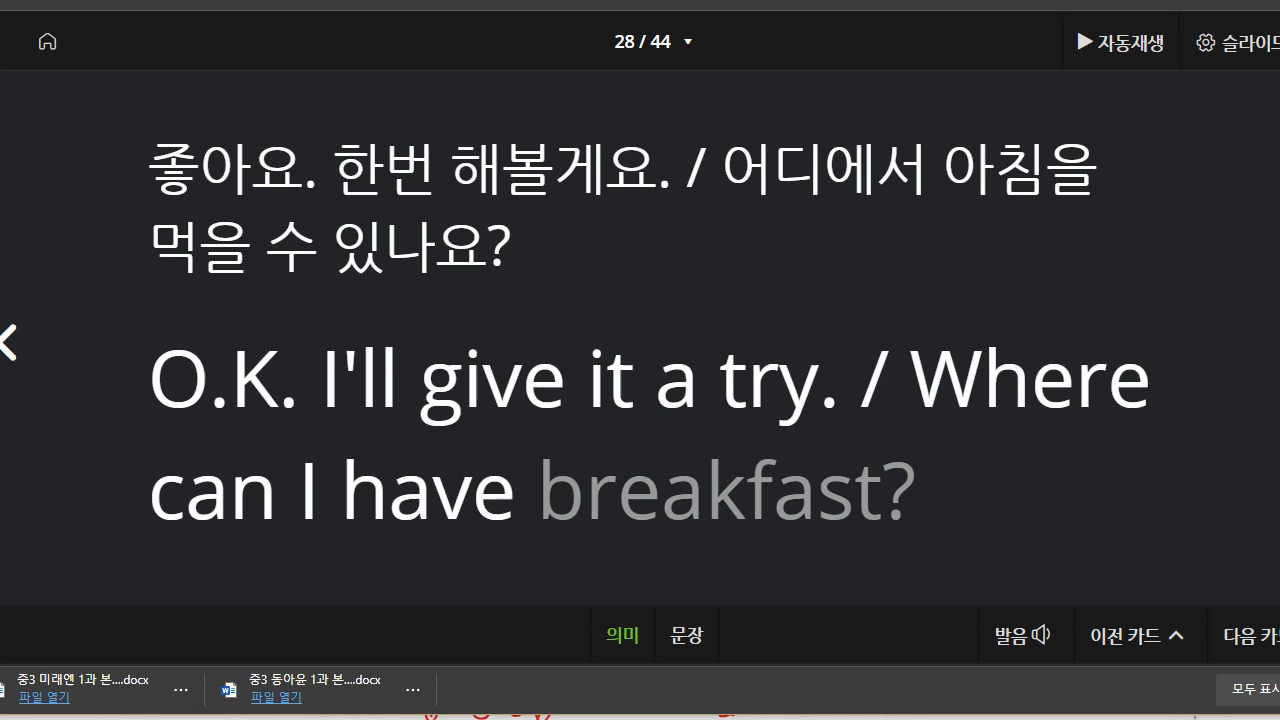 28 / 44
자동재생
슬라이드
좋아요. 한번 해볼게요. / 어디에서 아침을
먹을 수 있나요?
O.K. I'll give it a try. / Where
can I have breakfast?
의미
문장
발음
이전 카드
다음 카드
중3 미래엔 1과 본....docx
파일 열기
중3 동아윤 1과 본....docx
파일 열기
모두 표시